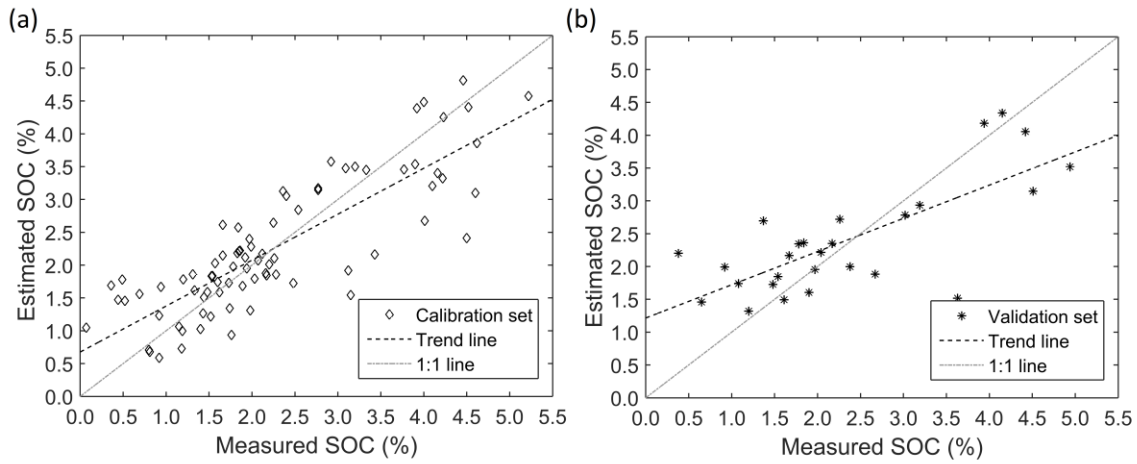 (a)
5.5
5.0
4.5
4.0
3.5
3.0
2.5
2.0
1.5
1.0
0.5
0.0
Estimated SOC (%)
0.0 0.5 1.0 1.5 2.0 2.5 3.0 3.5 4.0 4.5 5.0 5.5
Measured SOC (%)
Calibration set
Trend line
1:1 line
(b)
5.5
5.0
4.5
4.0
3.5
3.0
2.5
2.0
1.5
1.0
0.5
0.0
Estimated SOC (%)
0.0 0.5 1.0 1.5 2.0 2.5 3.0 3.5 4.0 4.5 5.0 5.5
Measured SOC (%)
Validation set
Trend line
1:1 line